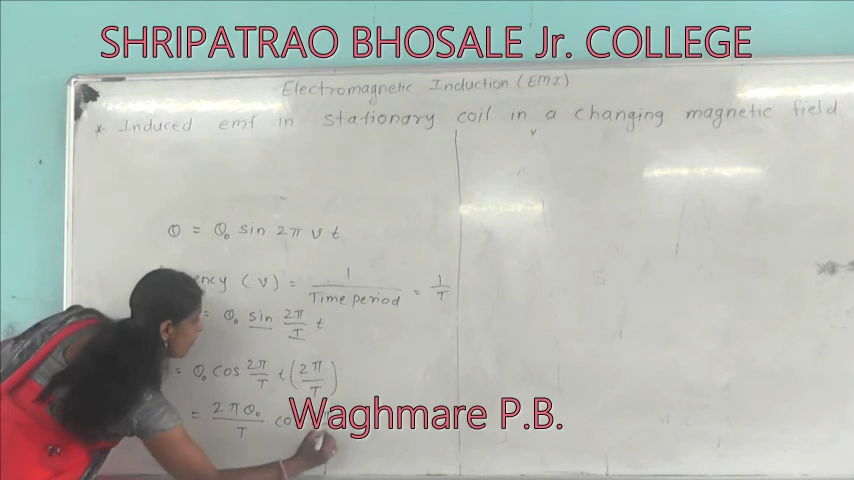 SHRIPATRAO BHOSALE Jr. COLLEGE
Electromagnetic Induction (EMI)
* Induced emf in stationary coil in a changing magnetic field
Φ = Φ₀ sin 2π ν t
ency (ν) = 1 / Time period = 1/T
= Φ₀ sin 2π/T t
= Φ₀ cos 2π/T t (2π/T)
= 2πΦ₀/T co
Waghmare P.B.